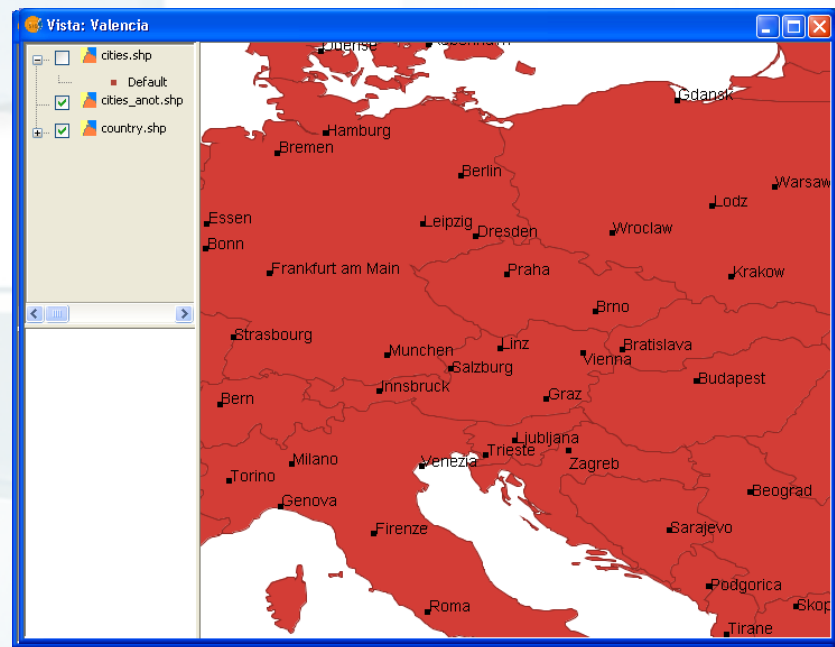 Vista: Valencia
cities.shp
Default
cities_anot.shp
country.shp
Odense
Gdansk
Hamburg
Bremen
Berlin
Warsaw
Lodz
Essen
Leipzig
Dresden
Wroclaw
Bonn
Frankfurt am Main
Praha
Krakow
Brno
Strasbourg
Linz
Bratislava
Munchen
Vienna
Salzburg
Budapest
Innsbruck
Graz
Bern
Ljubljana
Trieste
Milano
Venezia
Zagreb
Torino
Beograd
Genova
Firenze
Sarajevo
Podgorica
Roma
Skop
Tirane